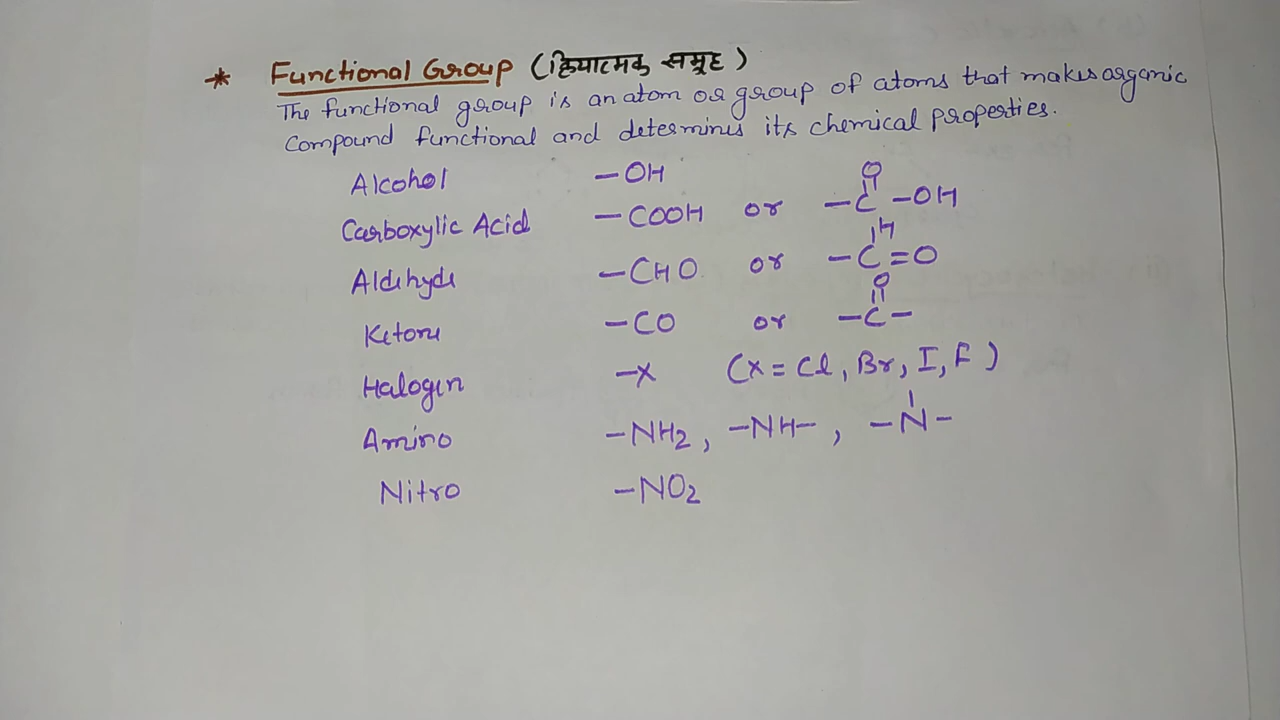 * Functional Group (क्रियात्मक समूह)
The functional group is an atom or group of atoms that makes organic
compound functional and determines its chemical properties.
Alcohol —OH
Carboxylic Acid —COOH or —C(=O)—OH
Aldehyde —CHO or —C(H)=O
Ketone —CO or —C(=O)—
Halogen —X (X = Cl, Br, I, F)
Amino —NH2, —NH—, —N—
Nitro —NO2